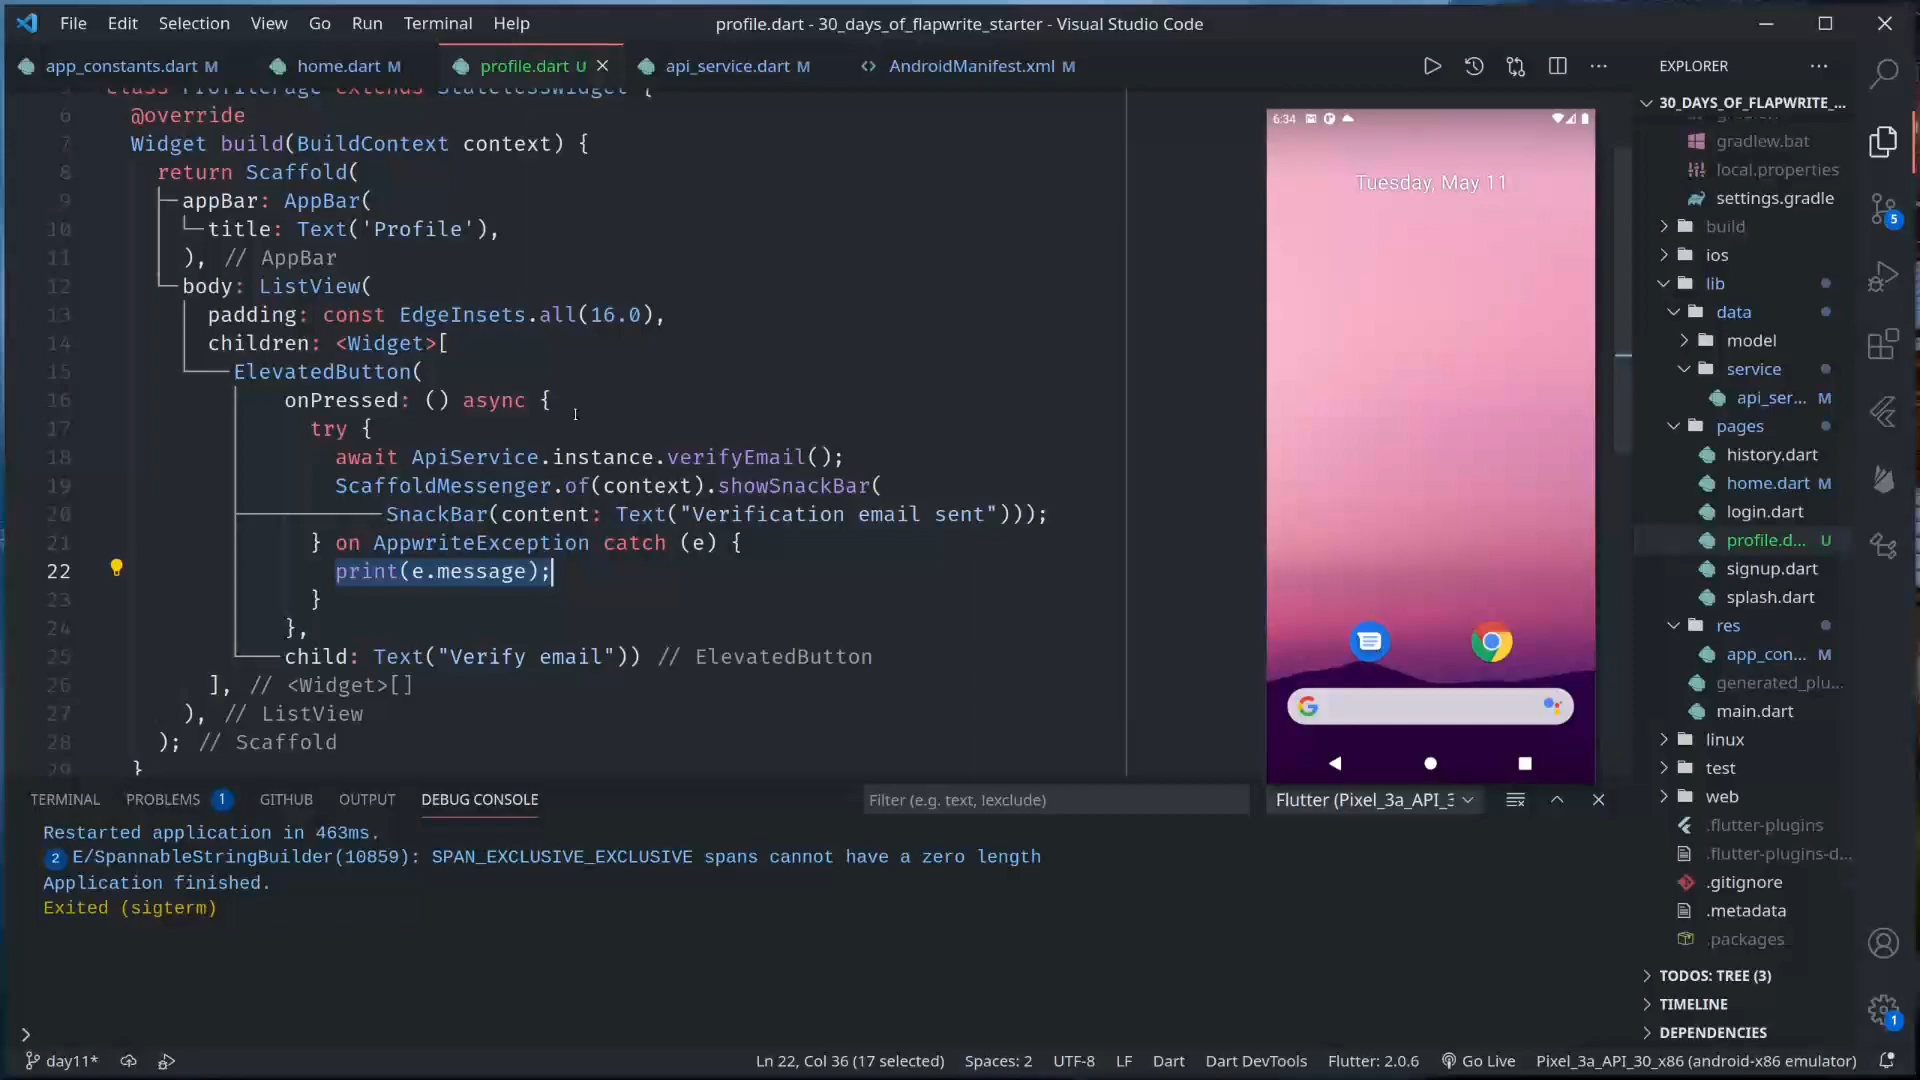 File Edit Selection View Go Run Terminal Help
profile.dart - 30_days_of_flapwrite_starter - Visual Studio Code
app_constants.dart M
home.dart M
profile.dart U
api_service.dart M
<> AndroidManifest.xml M
class ProfilePage extends StatelessWidget {
6 @override
7 Widget build(BuildContext context) {
8 return Scaffold(
9 appBar: AppBar(
10 title: Text('Profile'),
11 ), // AppBar
12 body: ListView(
13 padding: const EdgeInsets.all(16.0),
14 children: <Widget>[
15 ElevatedButton(
16 onPressed: () async {
17 try {
18 await ApiService.instance.verifyEmail();
19 ScaffoldMessenger.of(context).showSnackBar(
20 SnackBar(content: Text("Verification email sent")));
21 } on AppwriteException catch (e) {
22 print(e.message);
23 }
24 },
25 child: Text("Verify email")) // ElevatedButton
26 ], // <Widget>[]
27 ), // ListView
28 ); // Scaffold
29 }
6:34
Tuesday, May 11
EXPLORER
30_DAYS_OF_FLAPWRITE_...
gradlew.bat
local.properties
settings.gradle
build
ios
lib
data
model
service
api_ser... M
pages
history.dart
home.dart M
login.dart
profile.d... U
signup.dart
splash.dart
res
app_con... M
generated_plu...
main.dart
linux
test
web
.flutter-plugins
.flutter-plugins-d...
.gitignore
.metadata
.packages
TODOS: TREE (3)
TIMELINE
DEPENDENCIES
5
1
TERMINAL PROBLEMS 1 GITHUB OUTPUT DEBUG CONSOLE
Filter (e.g. text, !exclude)
Flutter (Pixel_3a_API_3
Restarted application in 463ms.
2 E/SpannableStringBuilder(10859): SPAN_EXCLUSIVE_EXCLUSIVE spans cannot have a zero length
Application finished.
Exited (sigterm)
day11*
Ln 22, Col 36 (17 selected) Spaces: 2 UTF-8 LF Dart Dart DevTools Flutter: 2.0.6 Go Live Pixel_3a_API_30_x86 (android-x86 emulator)